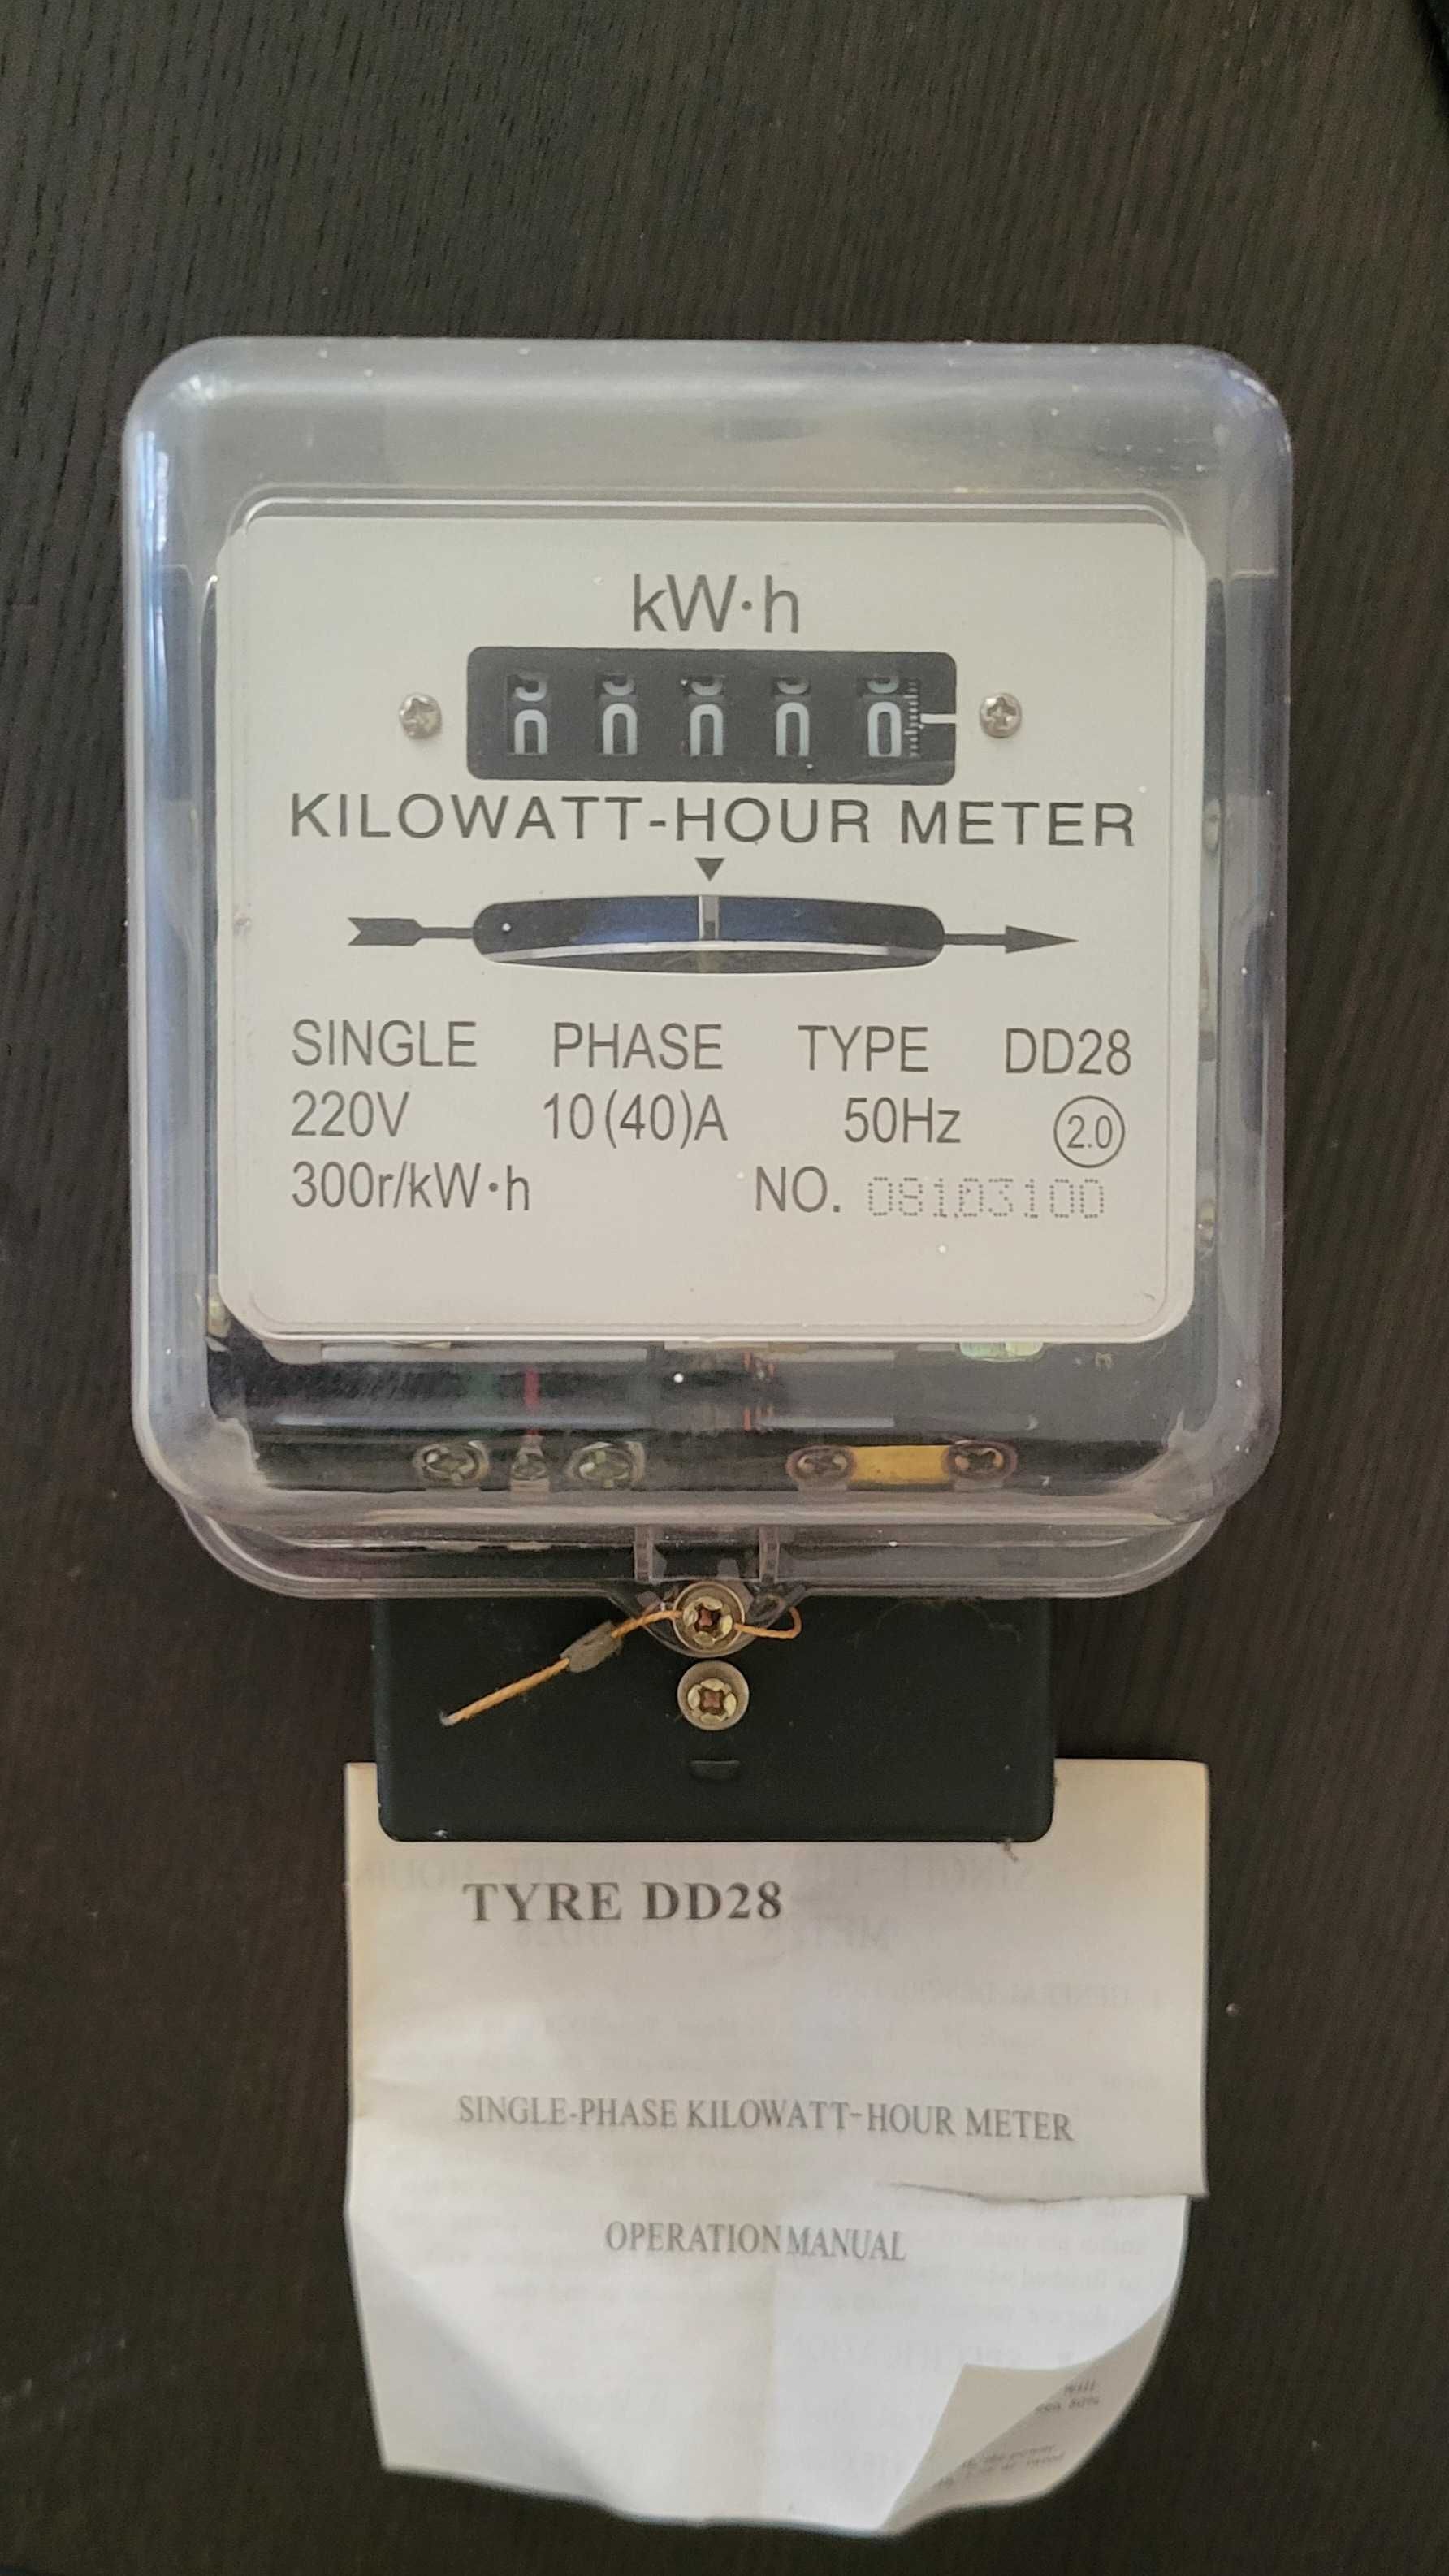 kW·h
00000
KILOWATT-HOUR METER
SINGLE PHASE TYPE DD28
220V 10(40)A 50Hz 2.0
300r/kW·h NO. 08103100
TYRE DD28
SINGLE-PHASE KILOWATT-HOUR METER
OPERATION MANUAL